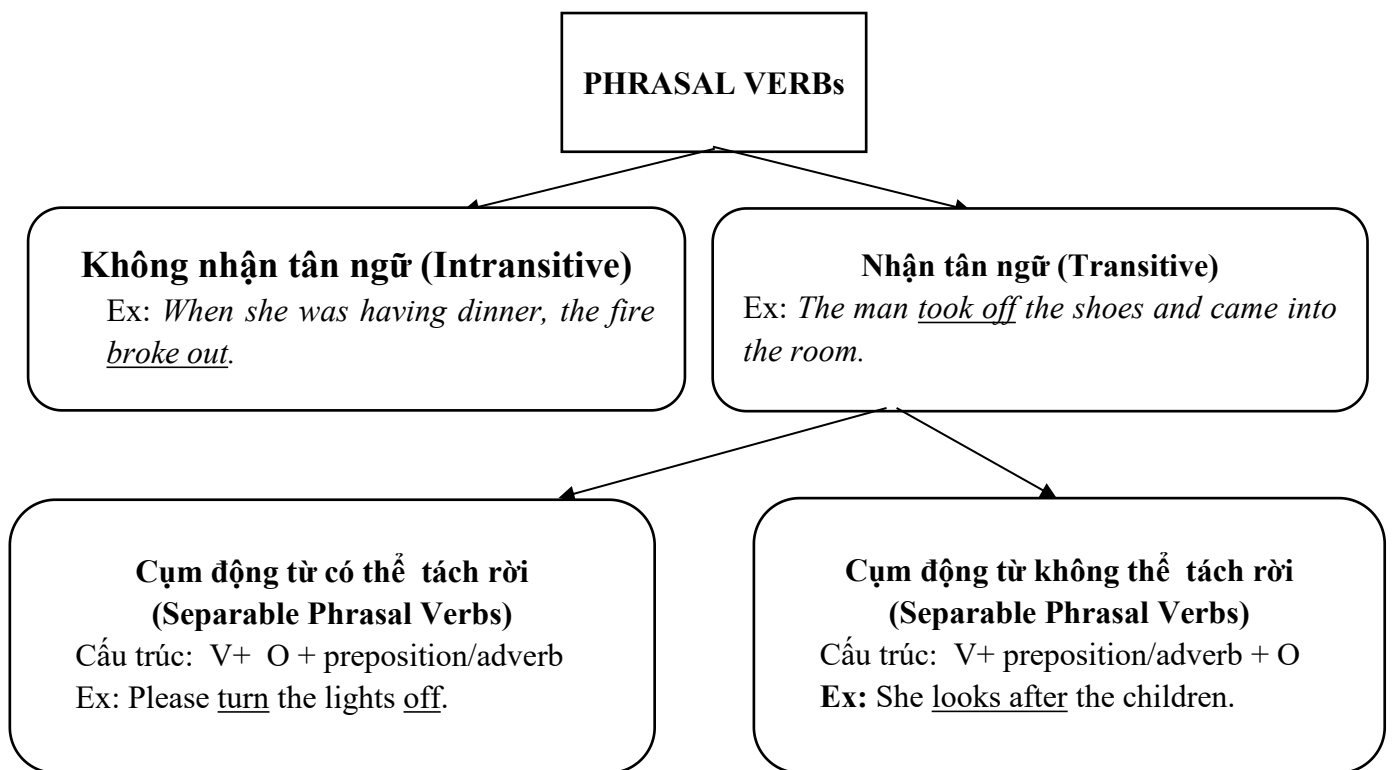 PHRASAL VERBs
Không nhận tân ngữ (Intransitive)
Ex: When she was having dinner, the fire
broke out.
Nhận tân ngữ (Transitive)
Ex: The man took off the shoes and came into
the room.
Cụm động từ có thể tách rời
(Separable Phrasal Verbs)
Cấu trúc: V+ O + preposition/adverb
Ex: Please turn the lights off.
Cụm động từ không thể tách rời
(Separable Phrasal Verbs)
Cấu trúc: V+ preposition/adverb + O
Ex: She looks after the children.